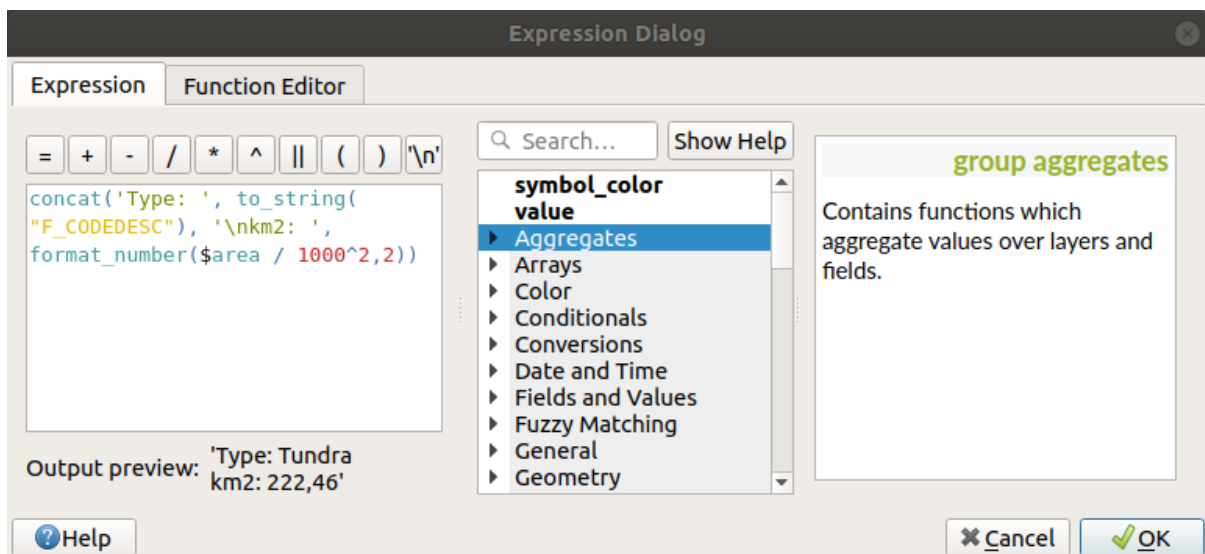 Expression Dialog
Expression
Function Editor
= + - / * ^ || ( ) '\n'
concat('Type: ', to_string(
"F_CODEDESC"), '\nkm2: ',
format_number($area / 1000^2,2))
Output preview: 'Type: Tundra
km2: 222,46'
Search...
Show Help
symbol_color
value
Aggregates
Arrays
Color
Conditionals
Conversions
Date and Time
Fields and Values
Fuzzy Matching
General
Geometry
group aggregates
Contains functions which
aggregate values over layers and
fields.
Help
Cancel
OK